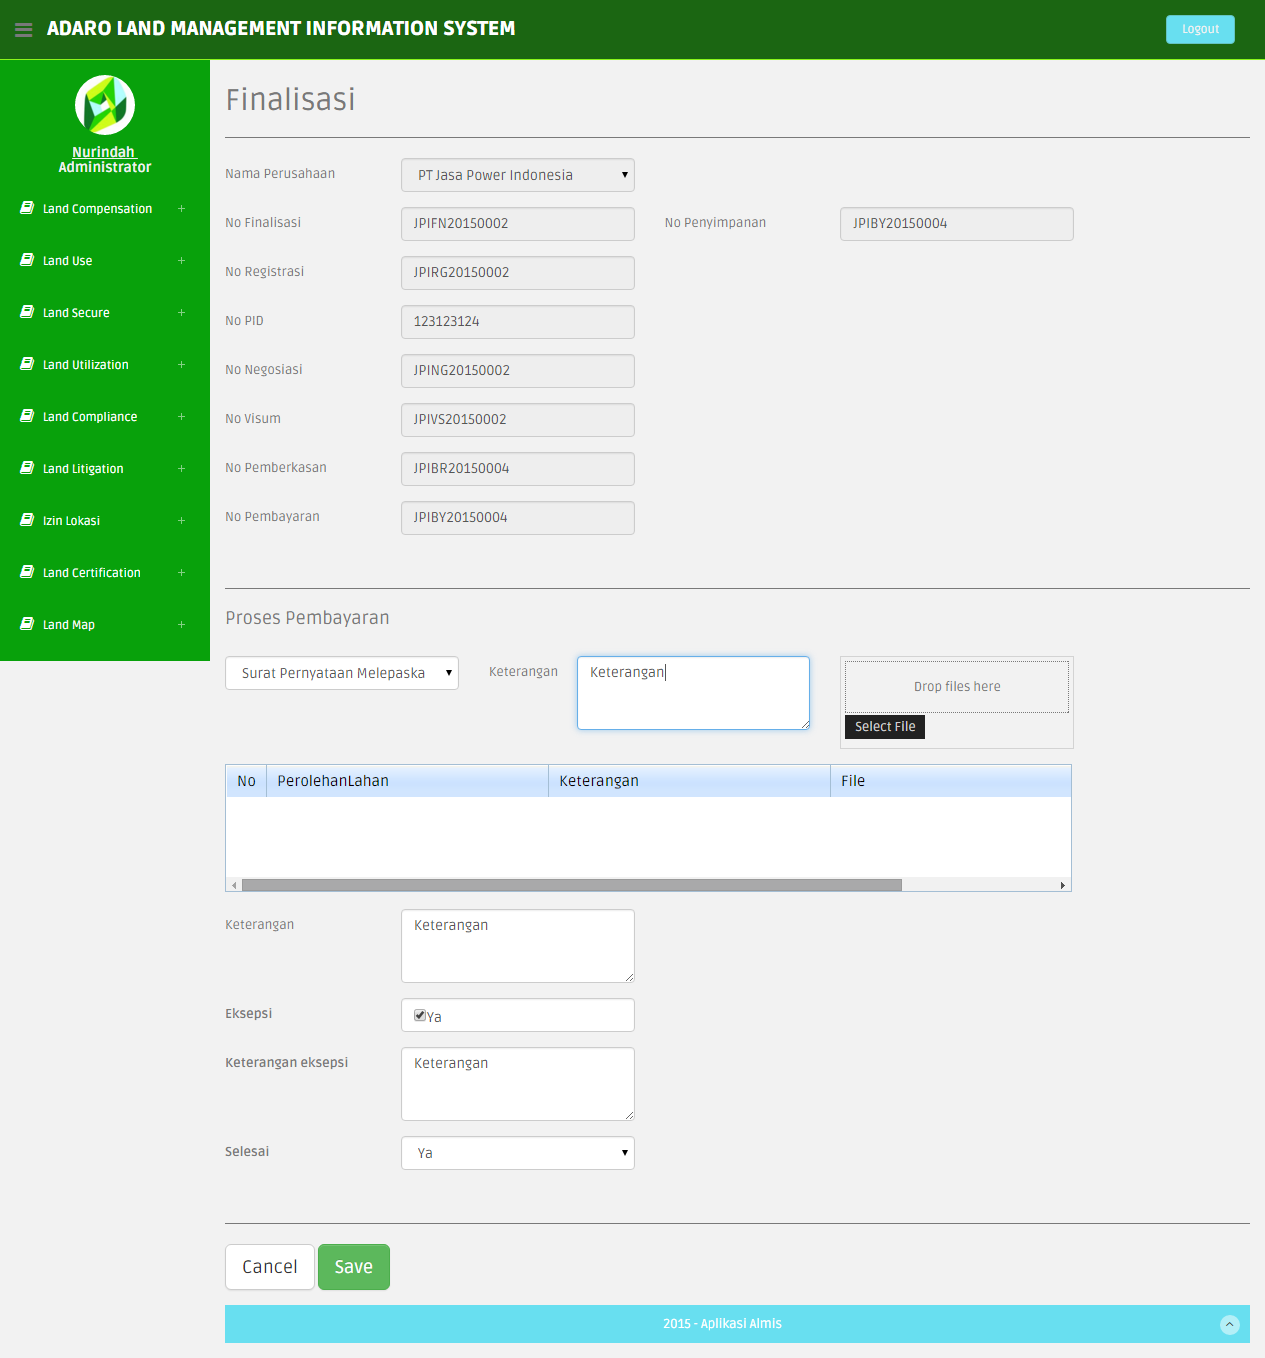 ADARO LAND MANAGEMENT INFORMATION SYSTEM
Logout
Nurindah
Administrator
Land Compensation +
Land Use +
Land Secure +
Land Utilization +
Land Compliance +
Land Litigation +
Izin Lokasi +
Land Certification +
Land Map +
Finalisasi
Nama Perusahaan PT Jasa Power Indonesia
No Finalisasi JPIFN20150002 No Penyimpanan JPIBY20150004
No Registrasi JPIRG20150002
No PID 123123124
No Negosiasi JPING20150002
No Visum JPIVS20150002
No Pemberkasan JPIBR20150004
No Pembayaran JPIBY20150004
Proses Pembayaran
Surat Pernyataan Melepaska Keterangan Keterangan Drop files here
Select File
No PerolehanLahan Keterangan File
Keterangan Keterangan
Eksepsi Ya
Keterangan eksepsi Keterangan
Selesai Ya
Cancel Save
2015 - Aplikasi Almis